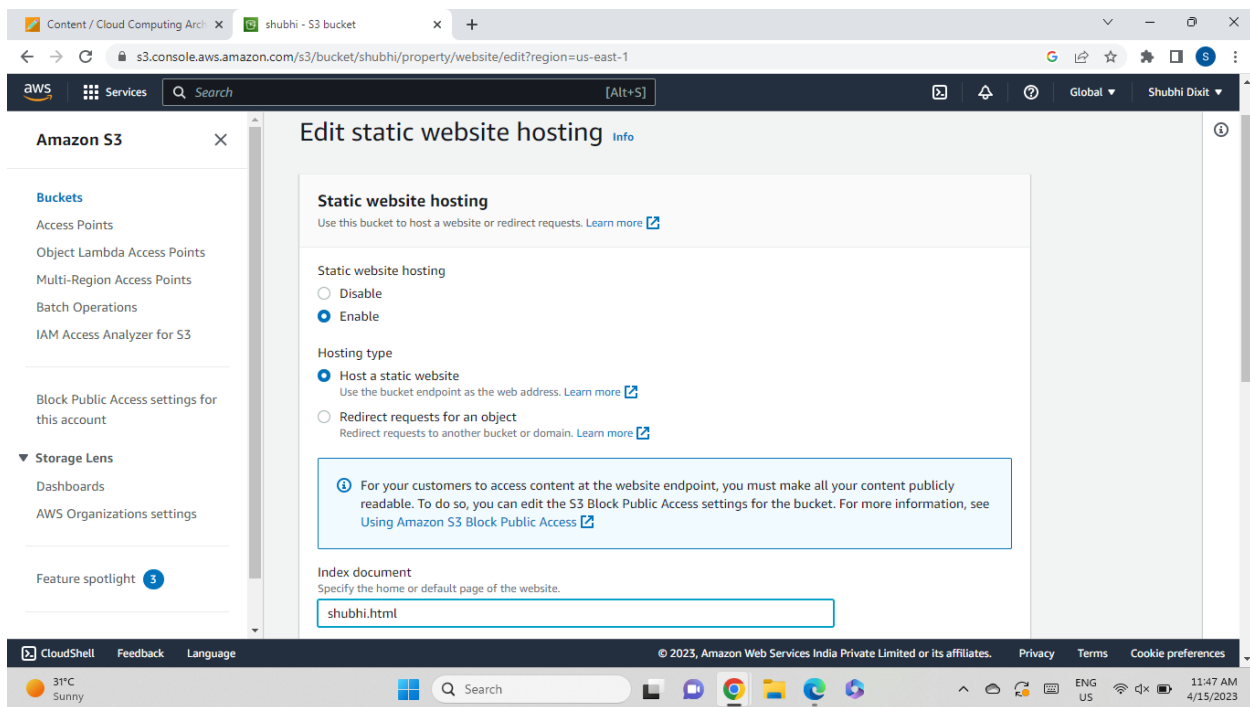 Content / Cloud Computing Arch
shubhi - S3 bucket
s3.console.aws.amazon.com/s3/bucket/shubhi/property/website/edit?region=us-east-1
G
S
aws
Services
Search
[Alt+S]
Global
Shubhi Dixit
Amazon S3
Buckets
Access Points
Object Lambda Access Points
Multi-Region Access Points
Batch Operations
IAM Access Analyzer for S3
Block Public Access settings for
this account
Storage Lens
Dashboards
AWS Organizations settings
Feature spotlight 3
Edit static website hosting Info
Static website hosting
Use this bucket to host a website or redirect requests. Learn more
Static website hosting
Disable
Enable
Hosting type
Host a static website
Use the bucket endpoint as the web address. Learn more
Redirect requests for an object
Redirect requests to another bucket or domain. Learn more
For your customers to access content at the website endpoint, you must make all your content publicly
readable. To do so, you can edit the S3 Block Public Access settings for the bucket. For more information, see
Using Amazon S3 Block Public Access
Index document
Specify the home or default page of the website.
shubhi.html
CloudShell Feedback Language
© 2023, Amazon Web Services India Private Limited or its affiliates. Privacy Terms Cookie preferences
31°C
Sunny
Search
ENG
US
11:47 AM
4/15/2023